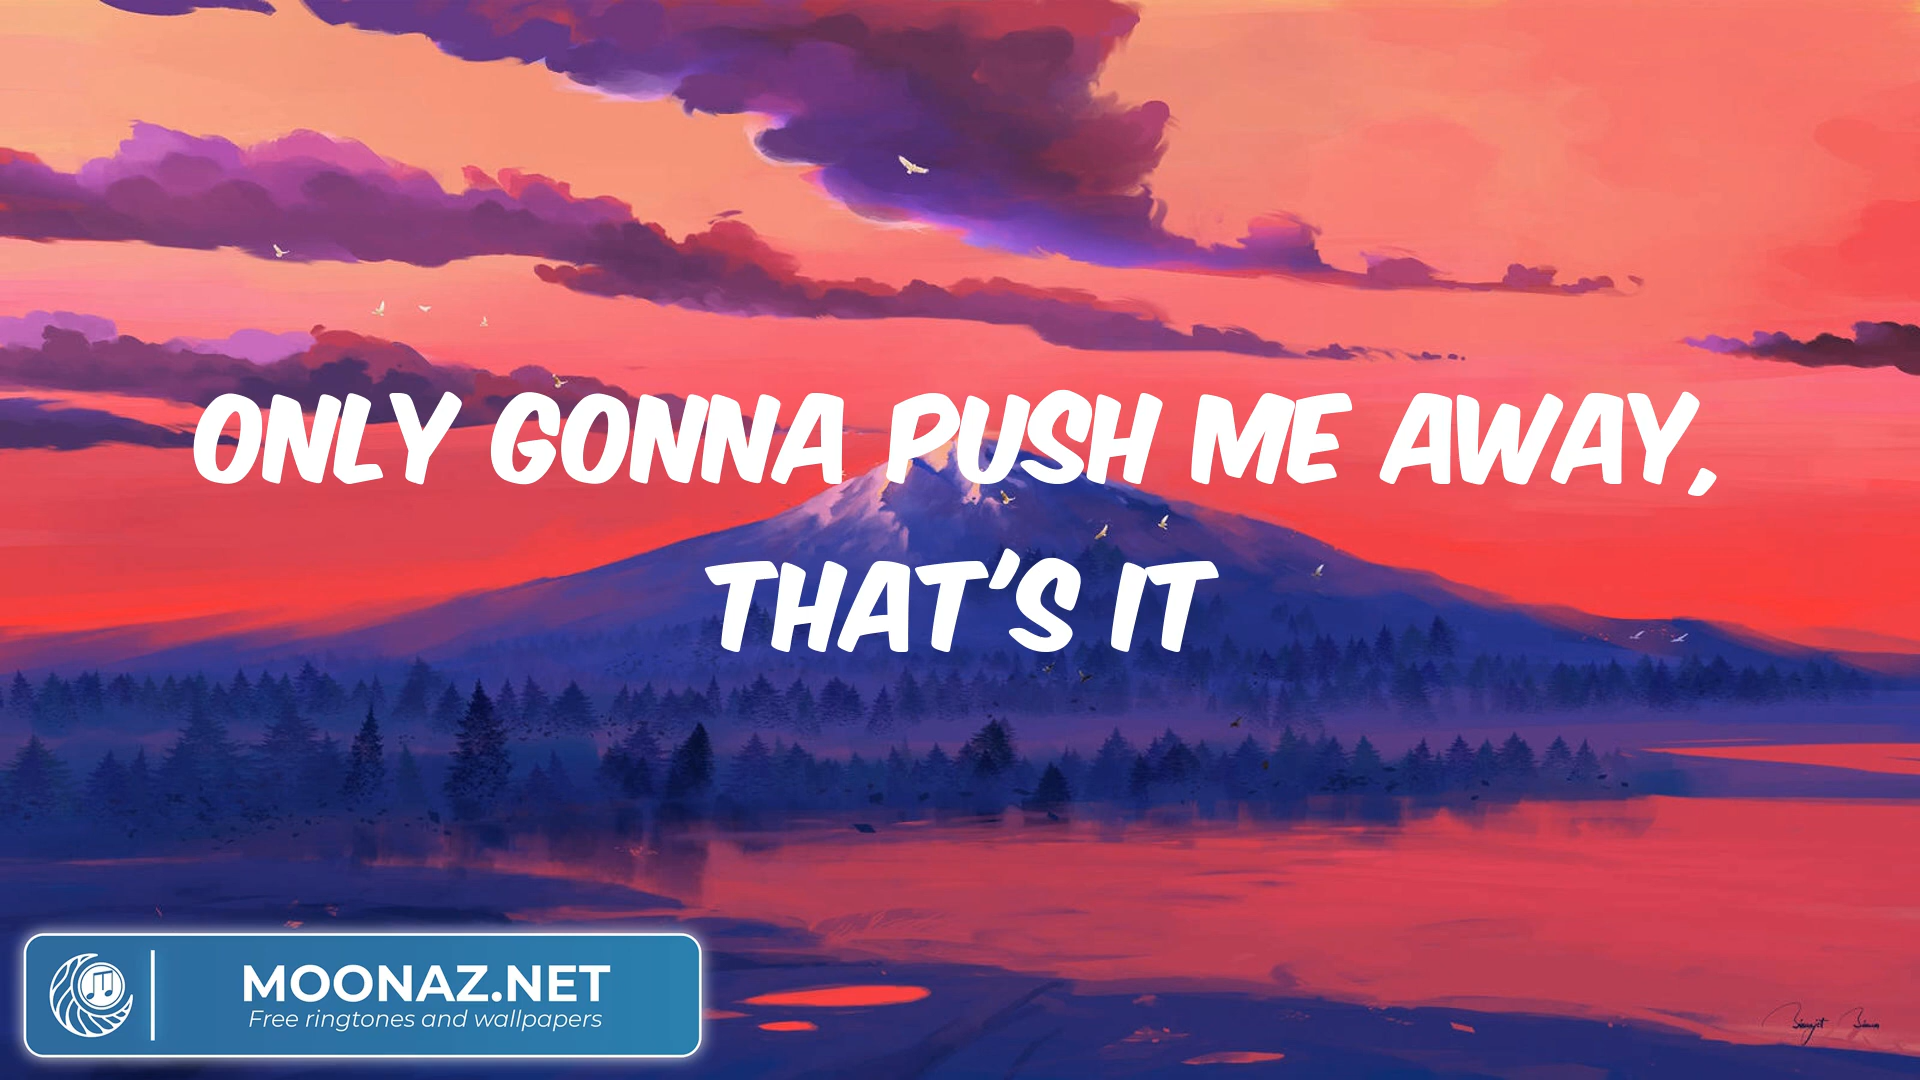 ONLY GONNA PUSH ME AWAY,
THAT'S IT
MOONAZ.NET
Free ringtones and wallpapers